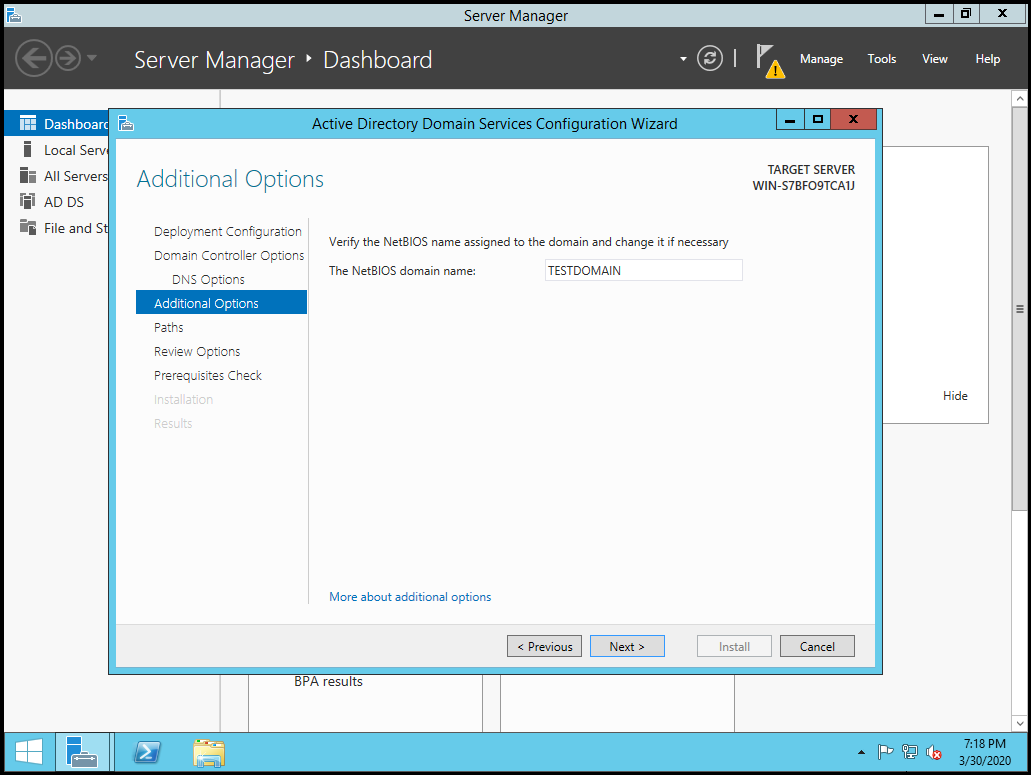 Server Manager
Server Manager ‣ Dashboard
Manage Tools View Help
Dashboard
Local Serve
All Servers
AD DS
File and St
Active Directory Domain Services Configuration Wizard
Additional Options
TARGET SERVER
WIN-S7BFO9TCA1J
Deployment Configuration
Domain Controller Options
DNS Options
Additional Options
Paths
Review Options
Prerequisites Check
Installation
Results
Verify the NetBIOS name assigned to the domain and change it if necessary
The NetBIOS domain name: TESTDOMAIN
More about additional options
< Previous Next > Install Cancel
Hide
BPA results
7:18 PM
3/30/2020